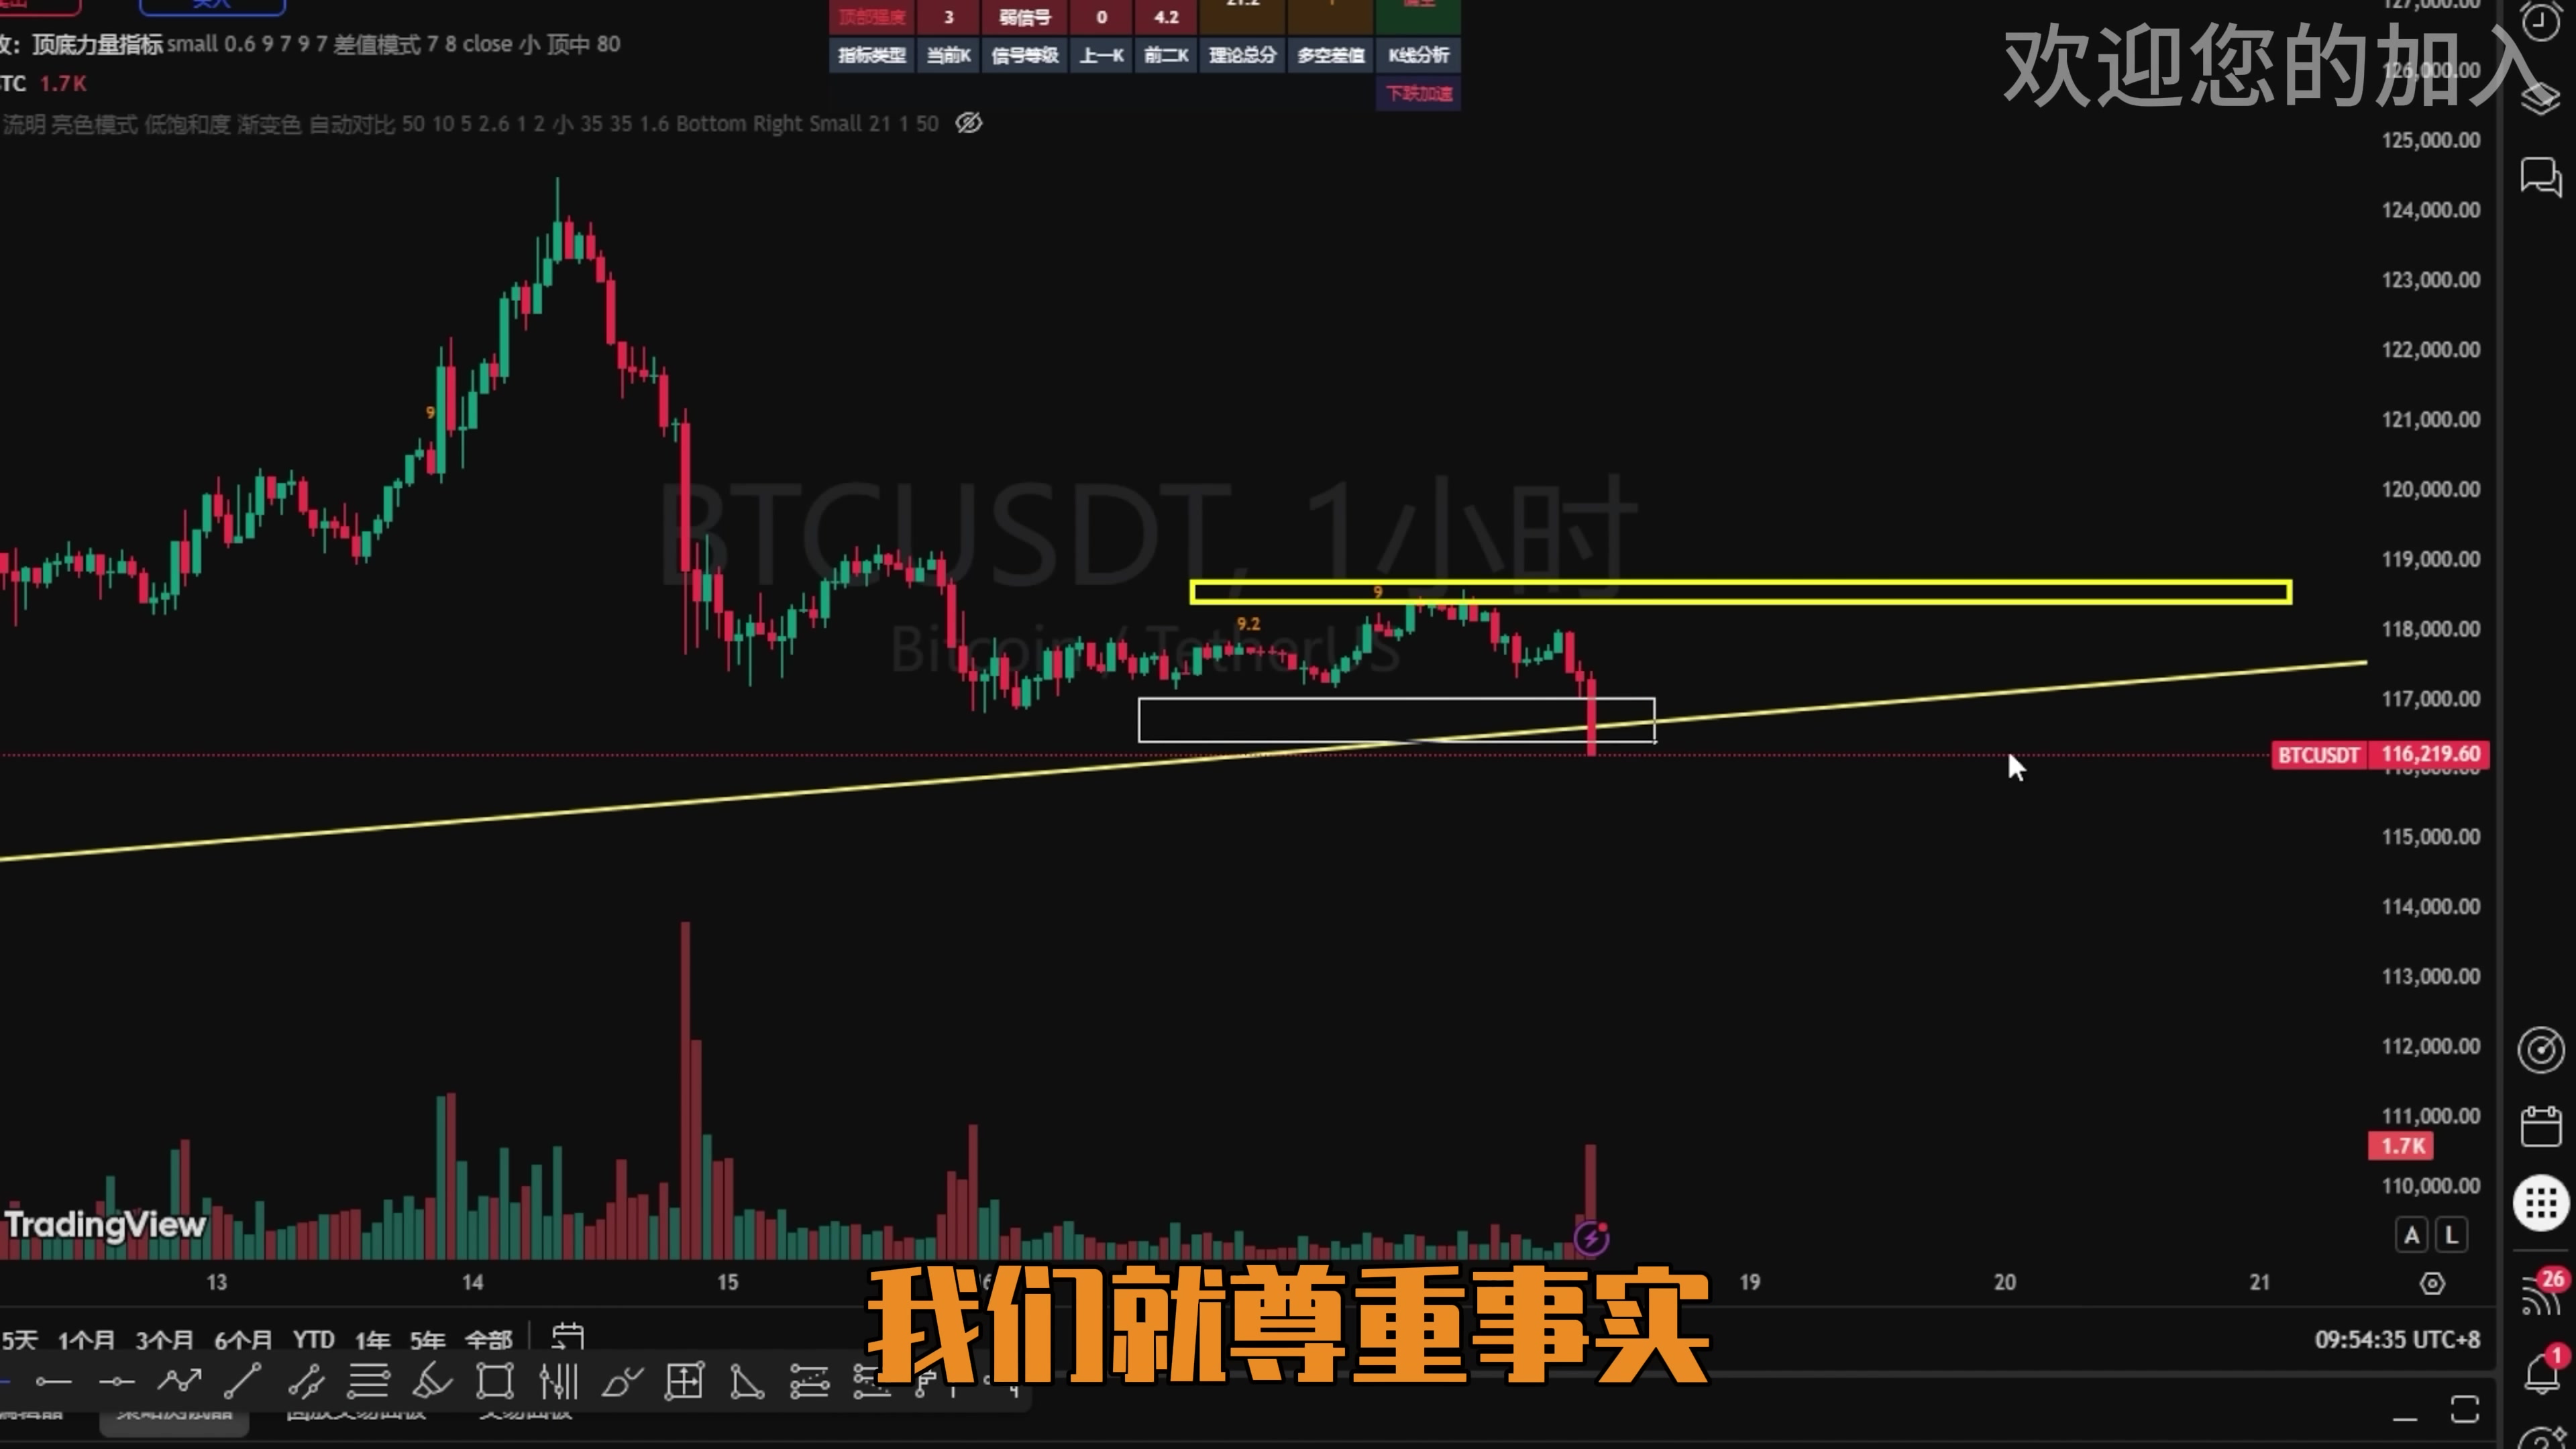 欢迎您的加入
顶部强度 3 弱信号 0 4.2
指标类型 当前K 信号等级 上一K 前二K 理论总分 多空差值 K线分析
下跌加速
顶底力量指标 small 0.6 9 7 9 7 差值模式 7 8 close 小 顶中 80
TC 1.7K
流明 亮色模式 低饱和度 渐变色 自动对比 50 10 5 2.6 1 2 小 35 35 1.6 Bottom Right Small 21 1 50
126,000.00
125,000.00
124,000.00
123,000.00
122,000.00
121,000.00
120,000.00
119,000.00
118,000.00
117,000.00
BTCUSDT 116,219.60
115,000.00
114,000.00
113,000.00
112,000.00
111,000.00
1.7K
110,000.00
9
9
9.2
BTCUSDT, 1小时
Bitcoin / TetherUS
TradingView
A L
13 14 15 19 20 21
26
5天 1个月 3个月 6个月 YTD 1年 5年 全部
09:54:35 UTC+8
1
我们就尊重事实